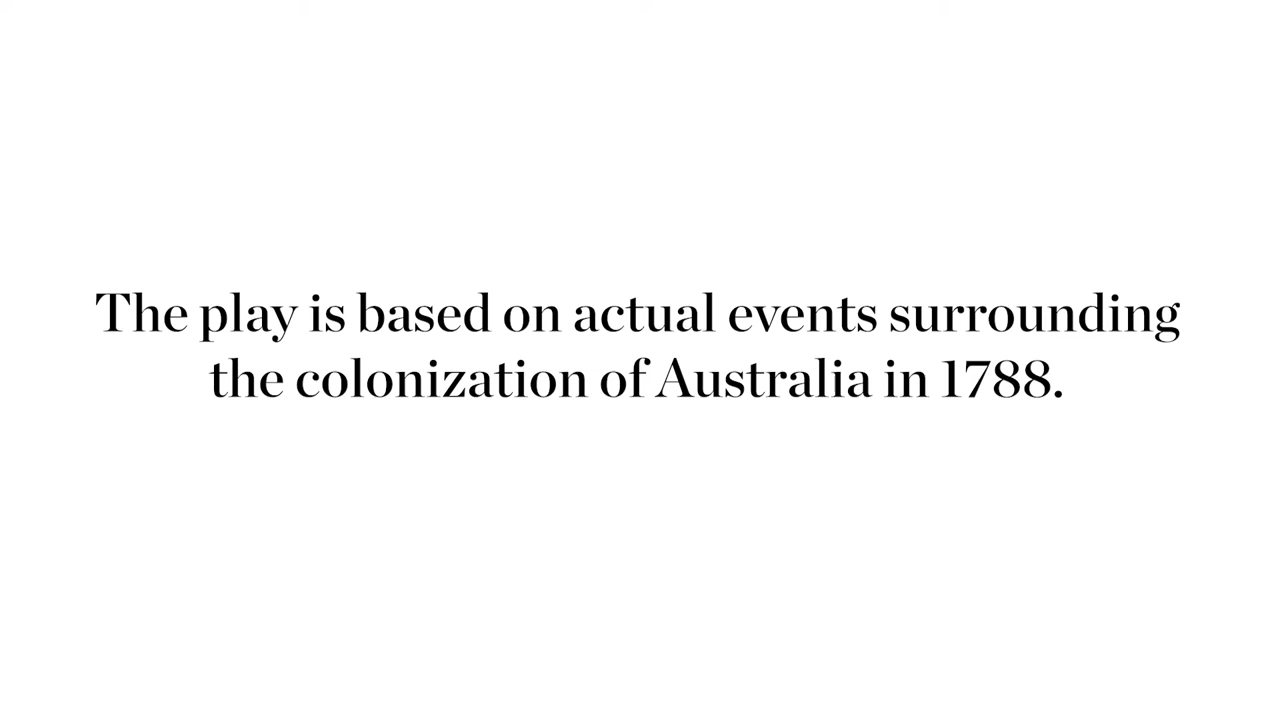 The play is based on actual events surrounding
the colonization of Australia in 1788.